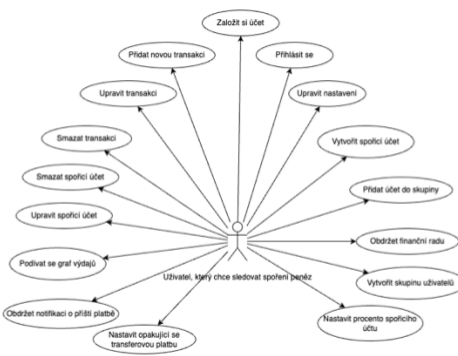 Založit si účet
Přidat novou transakci
Přihlásit se
Upravit transakci
Upravit nastavení
Smazat transakci
Vytvořit spořící účet
Smazat spořící účet
Přidat účet do skupiny
Upravit spořící účet
Obdržet finanční radu
Podívat se graf výdajů
Uživatel, který chce sledovat spoření peněz
Vytvořit skupinu uživatelů
Obdržet notifikaci o příští platbě
Nastavit procento spořícího
účtu
Nastavit opakující se
transferovou platbu